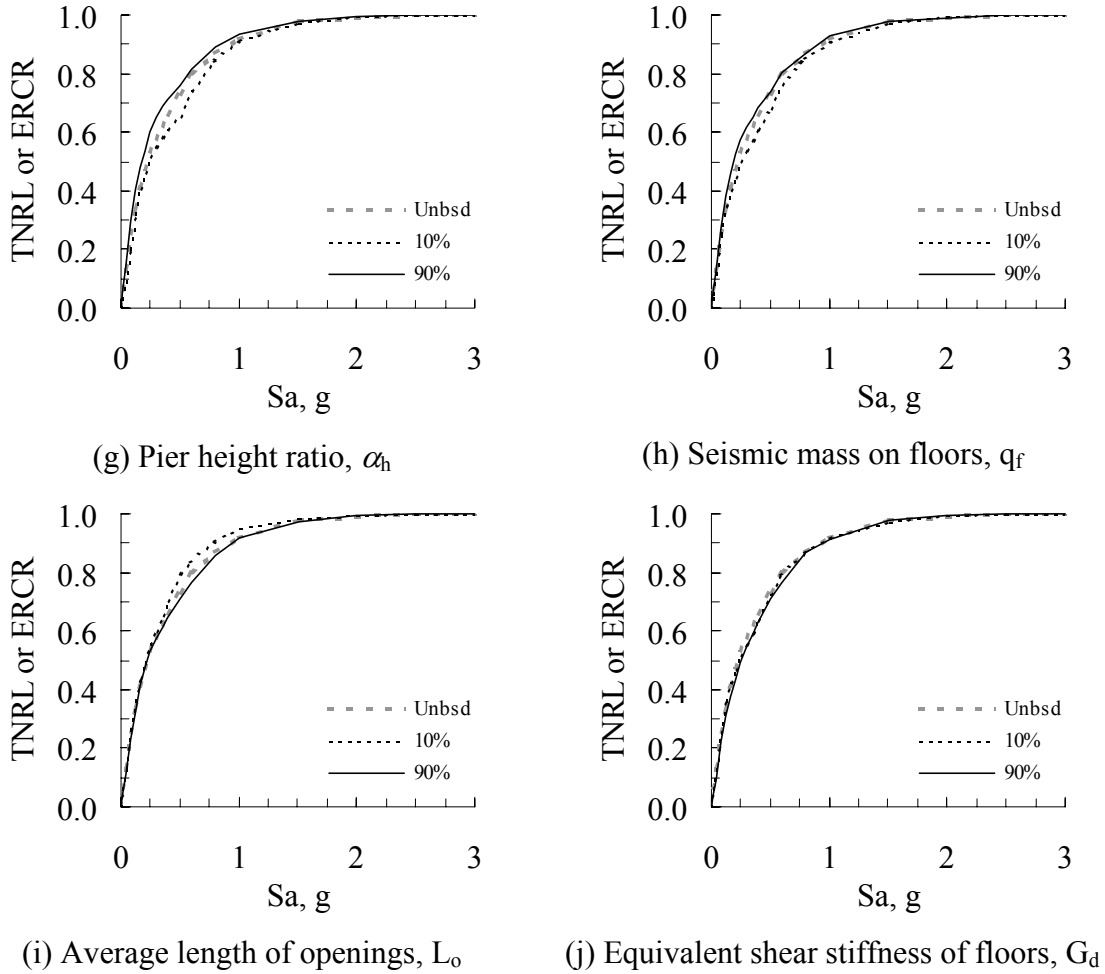 1.0
0.8
0.6
0.4
0.2
0.0
TNRL or ERCR
Unbsd
10%
90%
0 1 2 3
Sa, g
(g) Pier height ratio, αh
1.0
0.8
0.6
0.4
0.2
0.0
TNRL or ERCR
Unbsd
10%
90%
0 1 2 3
Sa, g
(h) Seismic mass on floors, qf
1.0
0.8
0.6
0.4
0.2
0.0
TNRL or ERCR
Unbsd
10%
90%
0 1 2 3
Sa, g
(i) Average length of openings, Lo
1.0
0.8
0.6
0.4
0.2
0.0
TNRL or ERCR
Unbsd
10%
90%
0 1 2 3
Sa, g
(j) Equivalent shear stiffness of floors, Gd